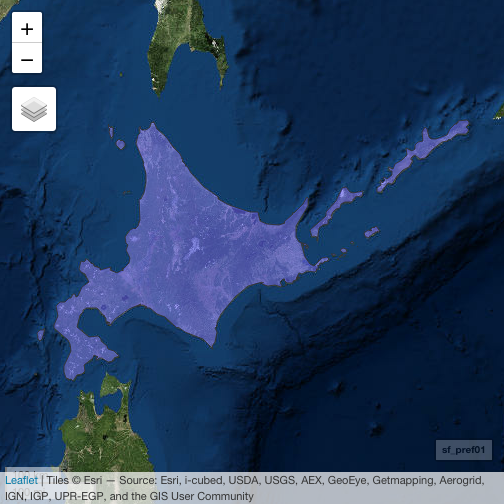 +
−
sf_pref01
Leaflet | Tiles © Esri — Source: Esri, i-cubed, USDA, USGS, AEX, GeoEye, Getmapping, Aerogrid,
IGN, IGP, UPR-EGP, and the GIS User Community